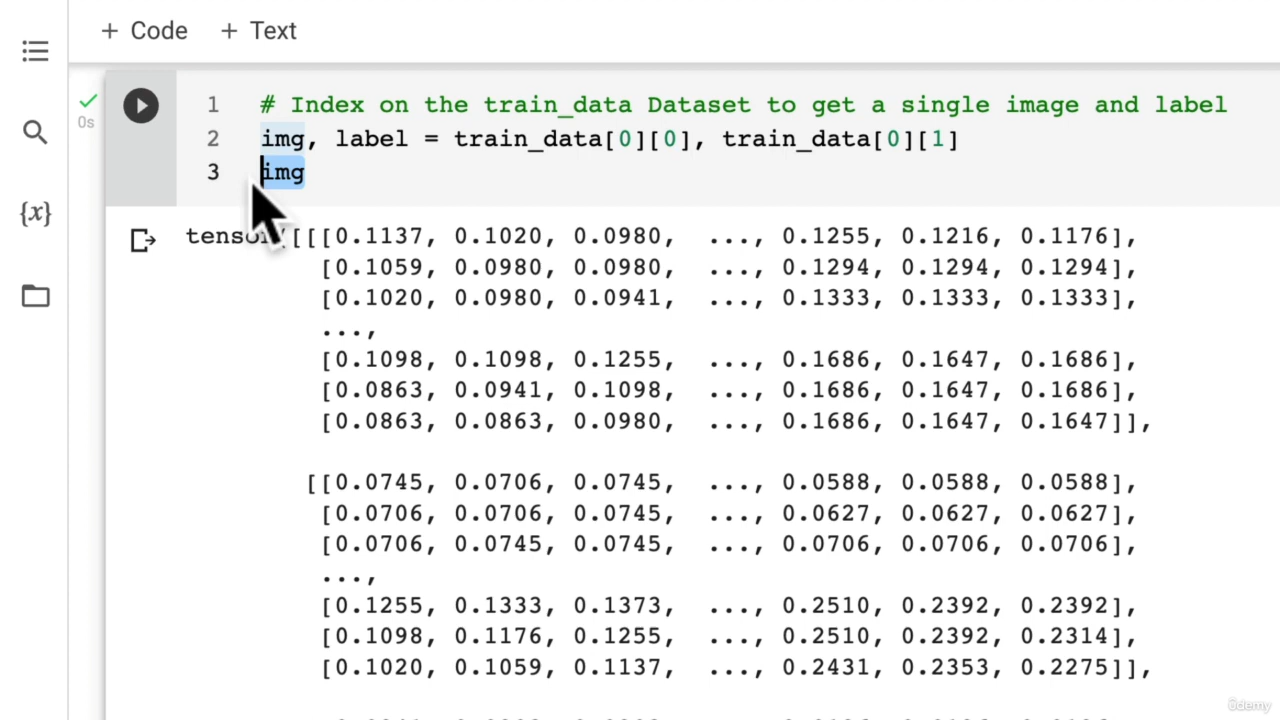 + Code + Text
0s
1 # Index on the train_data Dataset to get a single image and label
2 img, label = train_data[0][0], train_data[0][1]
3 img
{x}
tensor([[[0.1137, 0.1020, 0.0980, ..., 0.1255, 0.1216, 0.1176],
[0.1059, 0.0980, 0.0980, ..., 0.1294, 0.1294, 0.1294],
[0.1020, 0.0980, 0.0941, ..., 0.1333, 0.1333, 0.1333],
...,
[0.1098, 0.1098, 0.1255, ..., 0.1686, 0.1647, 0.1686],
[0.0863, 0.0941, 0.1098, ..., 0.1686, 0.1647, 0.1686],
[0.0863, 0.0863, 0.0980, ..., 0.1686, 0.1647, 0.1647]],
[[0.0745, 0.0706, 0.0745, ..., 0.0588, 0.0588, 0.0588],
[0.0706, 0.0706, 0.0745, ..., 0.0627, 0.0627, 0.0627],
[0.0706, 0.0745, 0.0745, ..., 0.0706, 0.0706, 0.0706],
...,
[0.1255, 0.1333, 0.1373, ..., 0.2510, 0.2392, 0.2392],
[0.1098, 0.1176, 0.1255, ..., 0.2510, 0.2392, 0.2314],
[0.1020, 0.1059, 0.1137, ..., 0.2431, 0.2353, 0.2275]],
ûdemy